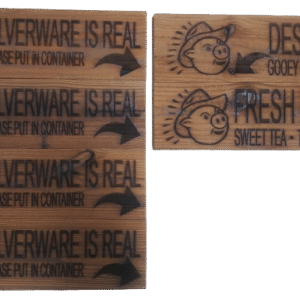 LVERWARE IS REAL
ASE PUT IN CONTAINER
LVERWARE IS REAL
ASE PUT IN CONTAINER
LVERWARE IS REAL
ASE PUT IN CONTAINER
LVERWARE IS REAL
ASE PUT IN CONTAINER
DES
GOOEY
FRESH
SWEET TEA •